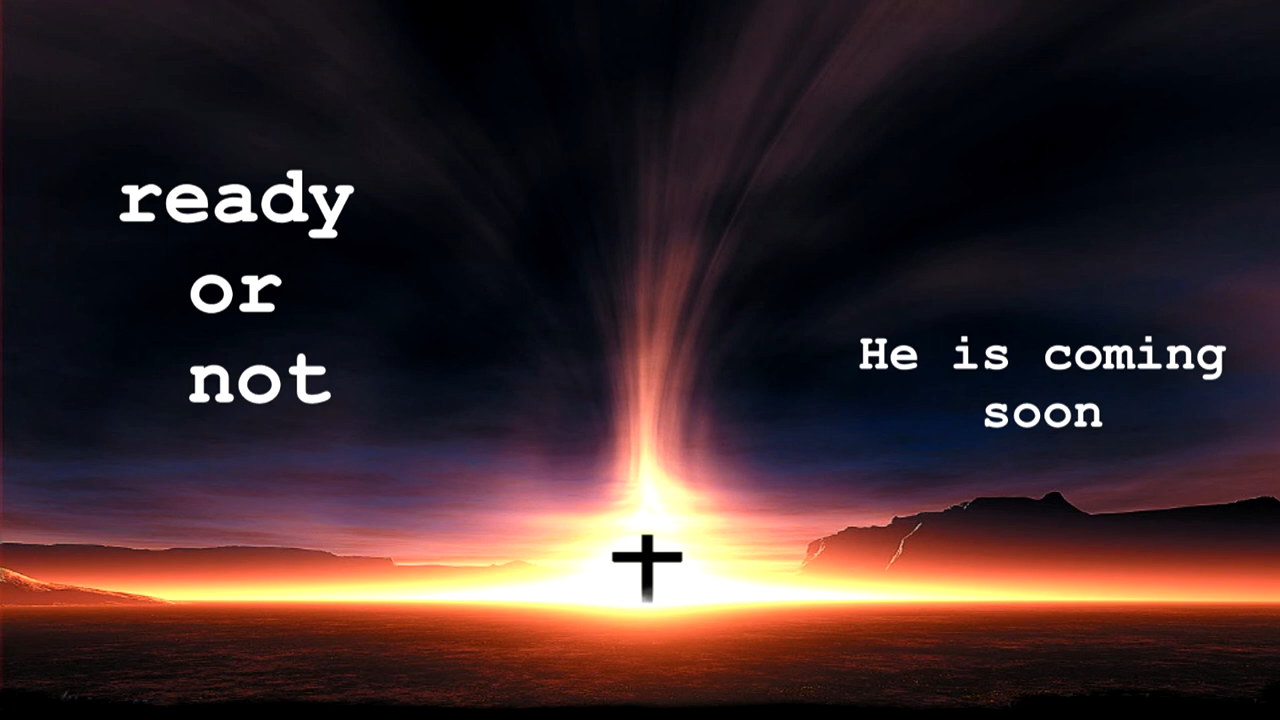 ready
or
not
He is coming
soon